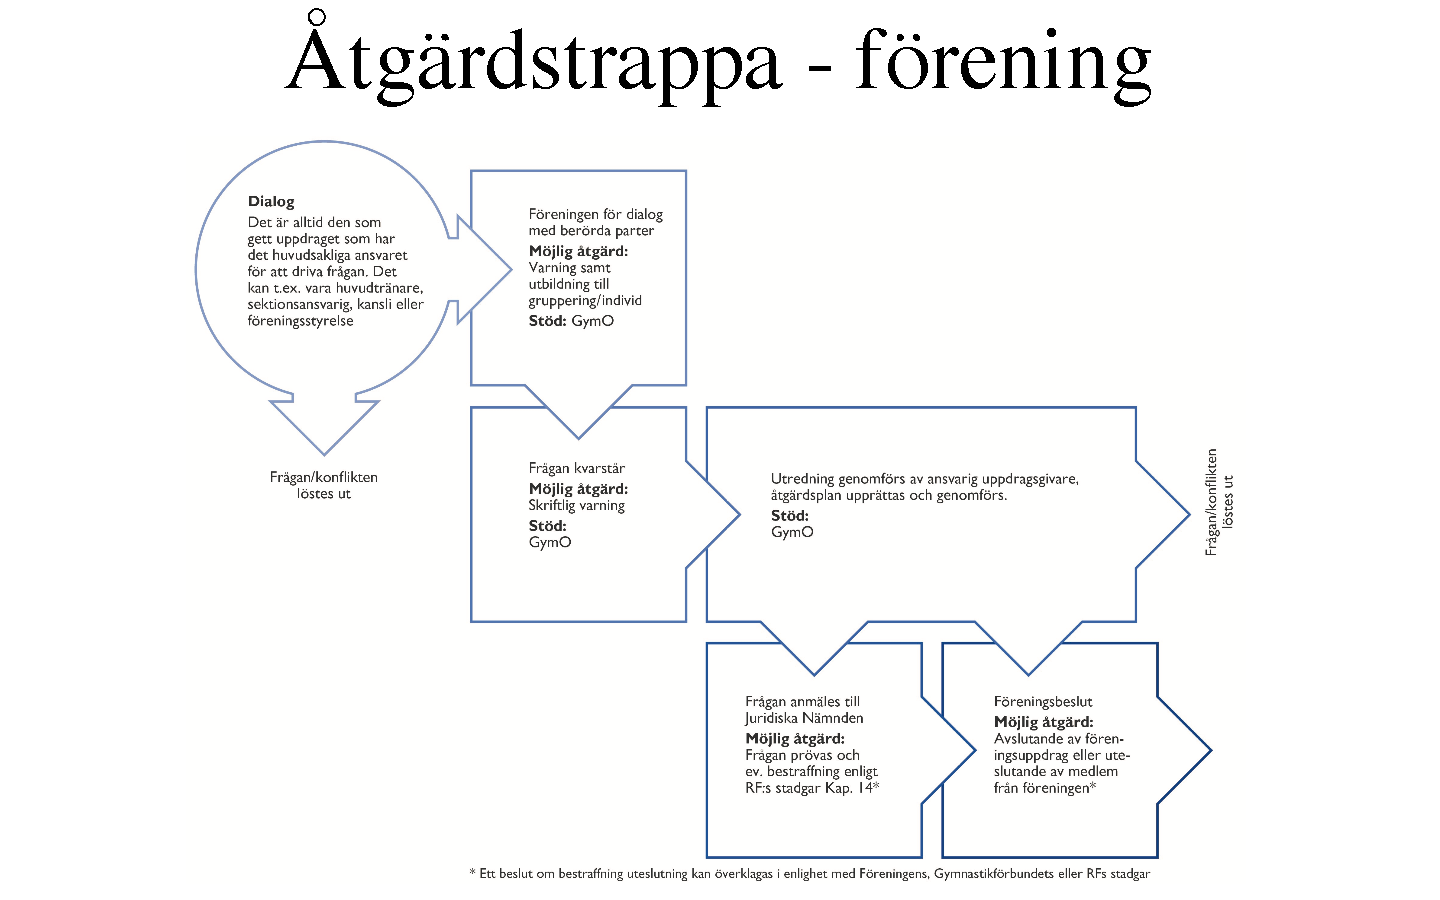 Åtgärdstrappa - förening
Dialog
Det är alltid den som
gett uppdraget som har
det huvudsakliga ansvaret
för att driva frågan. Det
kan t.ex. vara huvudtränare,
sektionsansvarig, kansli eller
föreningsstyrelse
Frågan/konflikten
löstes ut
Föreningen för dialog
med berörda parter
Möjlig åtgärd:
Varning samt
utbildning till
gruppering/individ
Stöd: GymO
Frågan kvarstår
Möjlig åtgärd:
Skriftlig varning
Stöd:
GymO
Utredning genomförs av ansvarig uppdragsgivare,
åtgärdsplan upprättas och genomförs.
Stöd:
GymO
Frågan/konflikten
löstes ut
Frågan anmäles till
Juridiska Nämnden
Möjlig åtgärd:
Frågan prövas och
ev. bestraffning enligt
RF:s stadgar Kap. 14*
Föreningsbeslut
Möjlig åtgärd:
Avslutande av fören-
ingsuppdrag eller ute-
slutande av medlem
från föreningen*
* Ett beslut om bestraffning uteslutning kan överklagas i enlighet med Föreningens, Gymnastikförbundets eller RFs stadgar